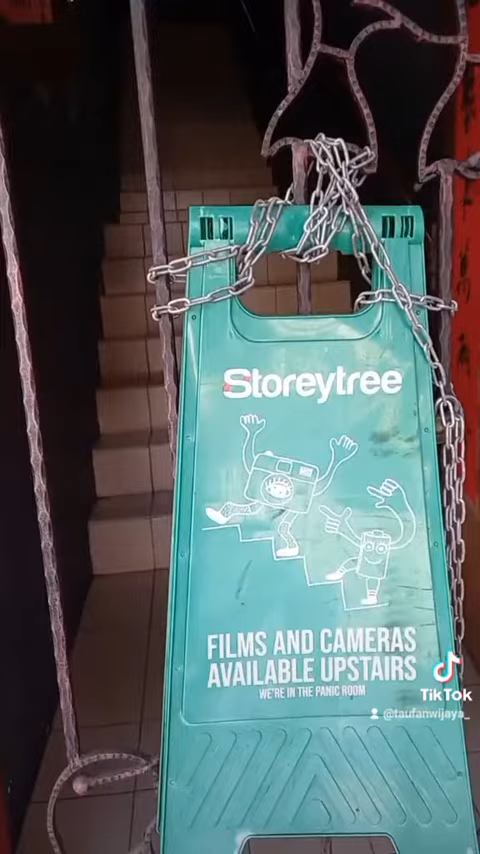 Storeytree
FILMS AND CAMERAS
AVAILABLE UPSTAIRS
WE'RE IN THE PANIC ROOM
TikTok
@taufanwijaya_